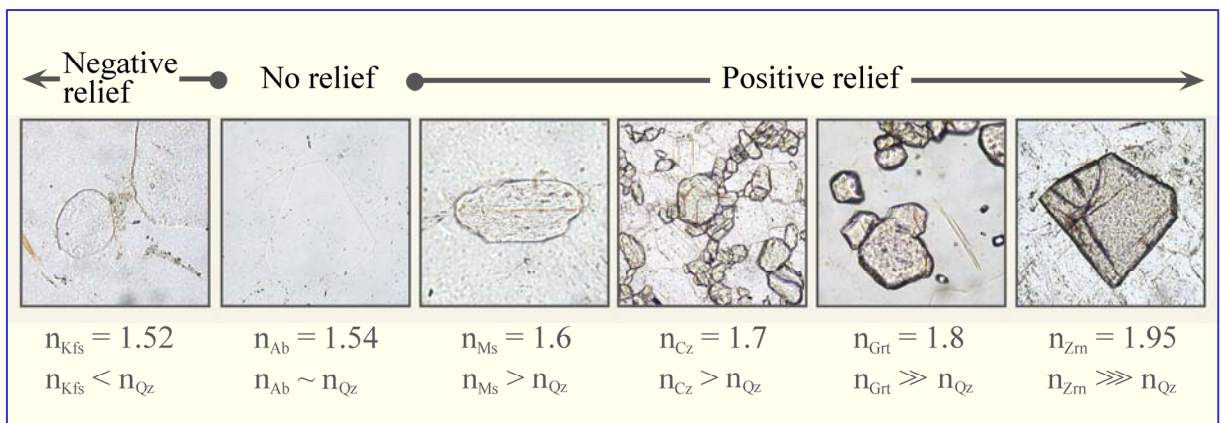 Negative
relief
No relief
Positive relief
n_Kfs = 1.52
n_Kfs < n_Qz
n_Ab = 1.54
n_Ab ~ n_Qz
n_Ms = 1.6
n_Ms > n_Qz
n_Cz = 1.7
n_Cz > n_Qz
n_Grt = 1.8
n_Grt ≫ n_Qz
n_Zrn = 1.95
n_Zrn ⋙ n_Qz